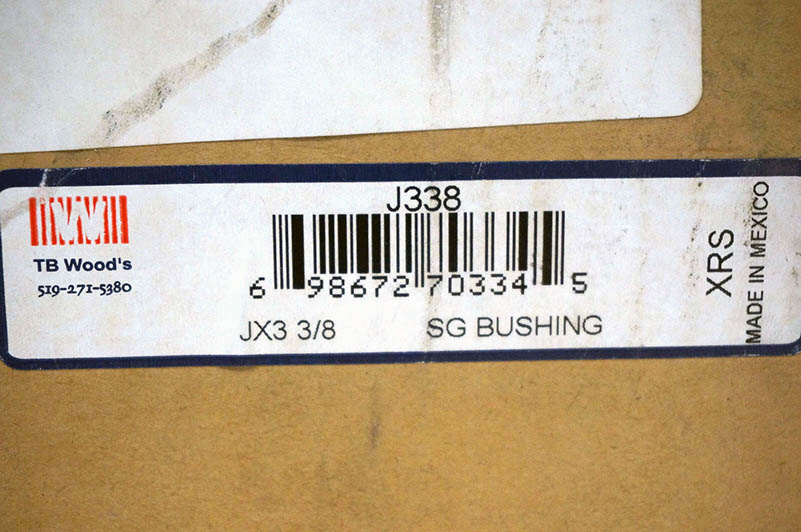 J338
TB Wood's
519-271-5380
6 98672 70334 5
JX3 3/8 SG BUSHING
XRS
MADE IN MEXICO